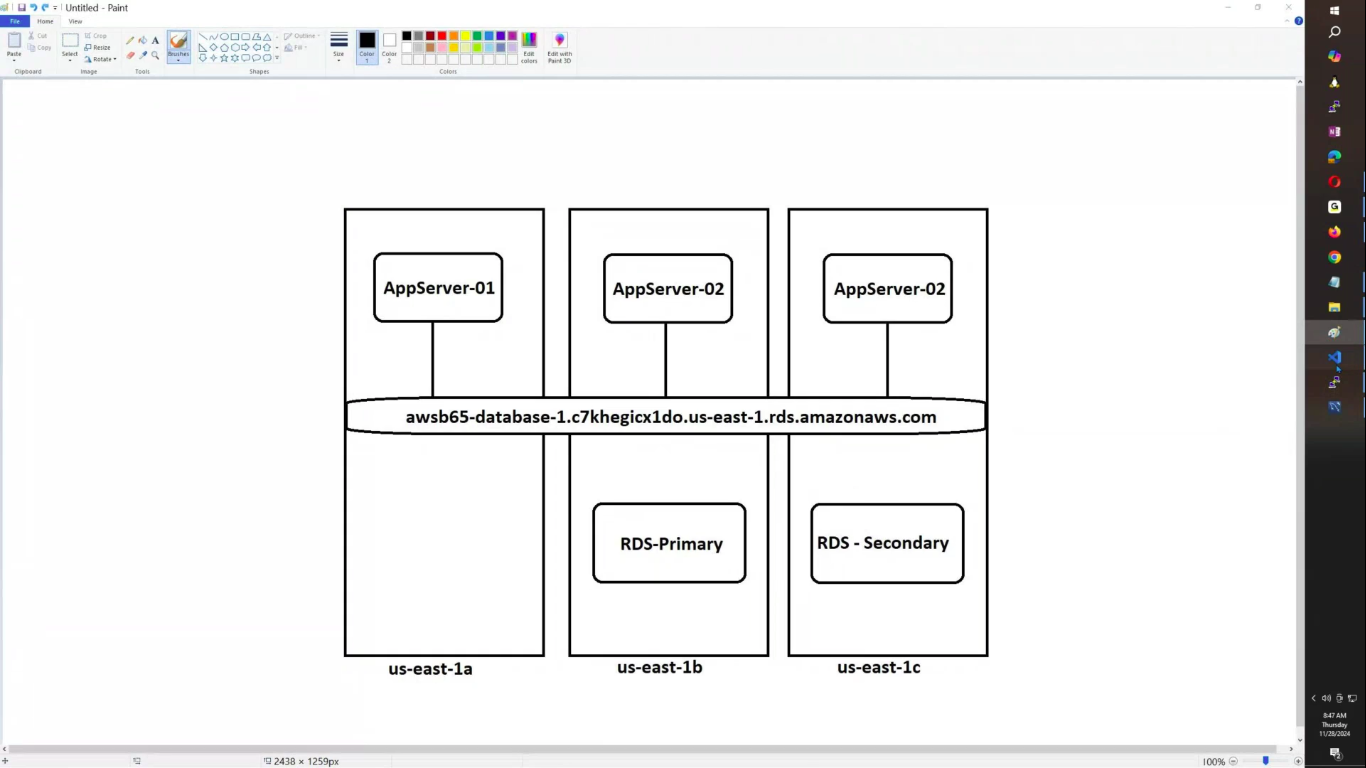 Untitled - Paint
File Home View
Paste
Cut
Copy
Clipboard
Select
Crop
Resize
Rotate
Image
Tools
Brushes
Shapes
Outline
Fill
Size
Color 1
Color 2
Colors
Edit colors
Edit with Paint 3D
AppServer-01 AppServer-02 AppServer-02
awsb65-database-1.c7khegicx1do.us-east-1.rds.amazonaws.com
RDS-Primary RDS - Secondary
us-east-1a us-east-1b us-east-1c
2438 × 1259px
100%
8:47 AM
Thursday
11/28/2024